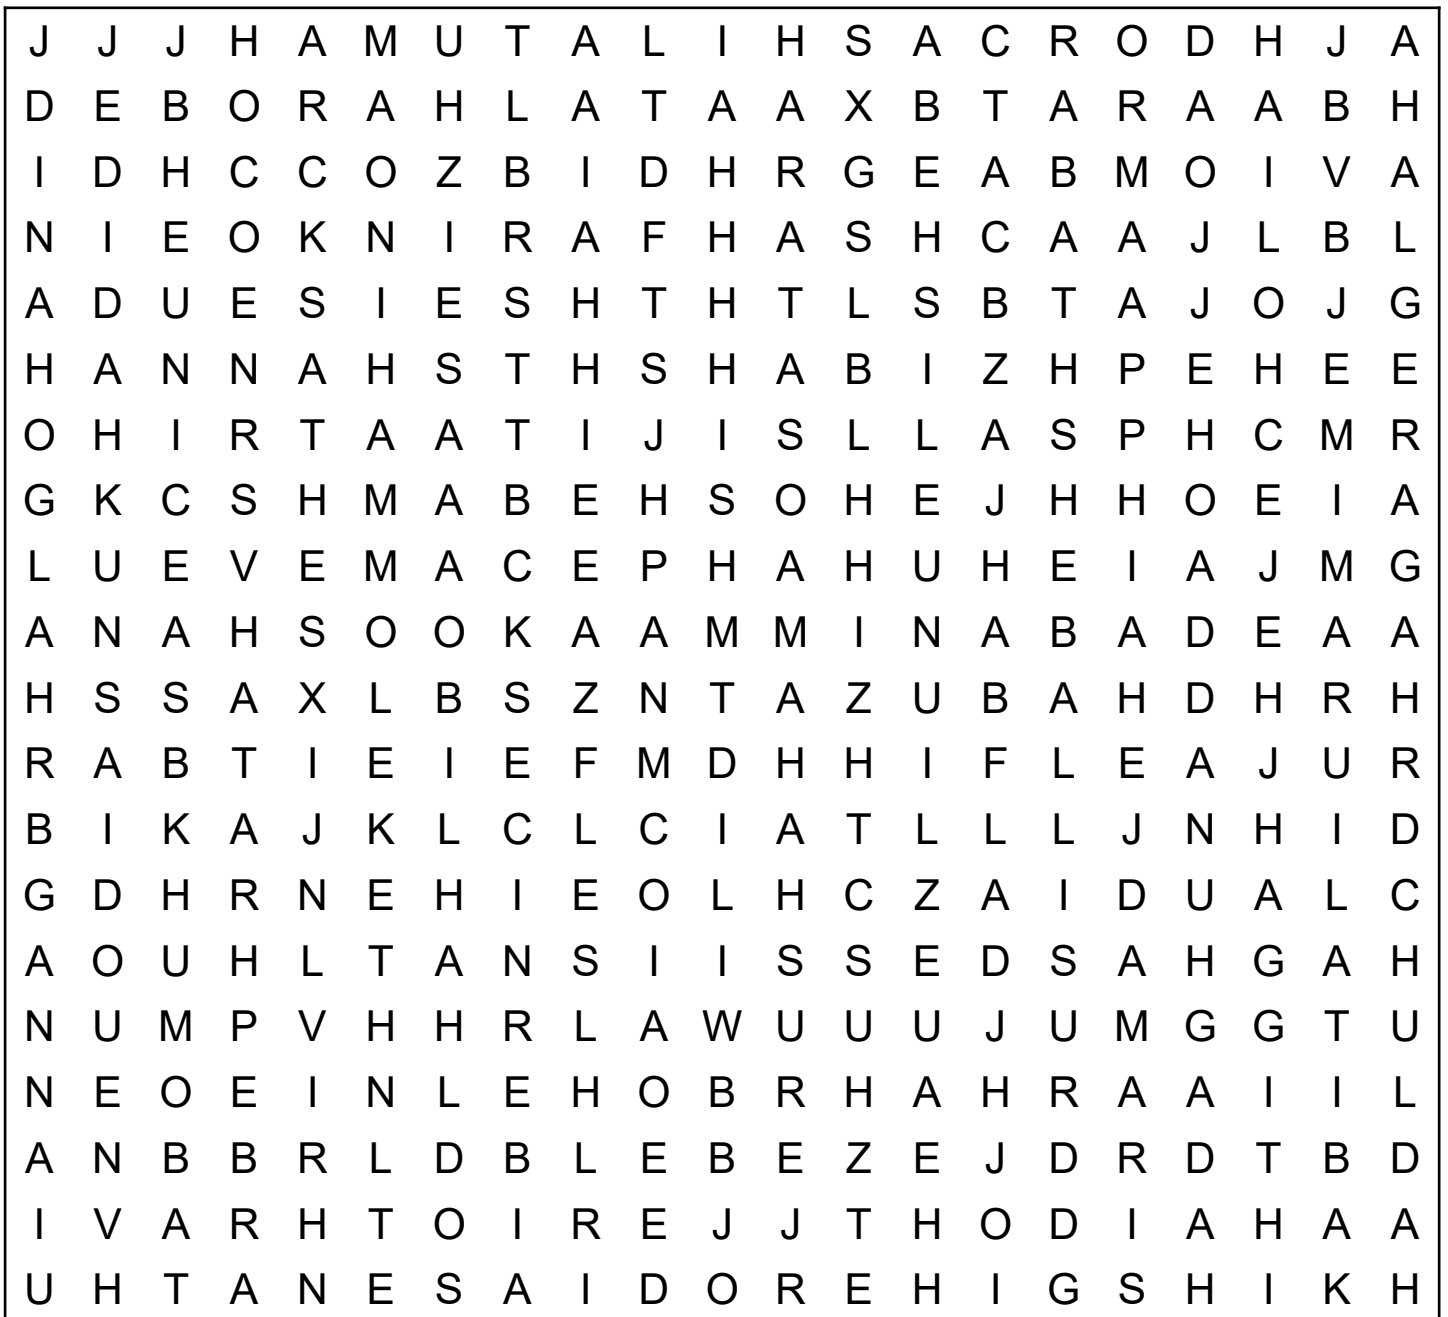 J J J H A M U T A L I H S A C R O D H J A
D E B O R A H L A T A A X B T A R A A B H
I D H C C O Z B I D H R G E A B M O I V A
N I E O K N I R A F H A S H C A A J L B L
A D U E S I E S H T H T L S B T A J O J G
H A N N A H S T H S H A B I Z H P E H E E
O H I R T A A T I J I S L L A S P H C M R
G K C S H M A B E H S O H E J H H O E I A
L U E V E M A C E P H A H U H E I A J M G
A N A H S O O K A A M M I N A B A D E A A
H S S A X L B S Z N T A Z U B A H D H R H
R A B T I E I E F M D H H I F L E A J U R
B I K A J K L C L C I A T L L L J N H I D
G D H R N E H I E O L H C Z A I D U A L C
A O U H L T A N S I I S S E D S A H G A H
N U M P V H H R L A W U U U J U M G G T U
N E O E I N L E H O B R H A H R A A I I L
A N B B R L D B L E B E Z E J D R D T B D
I V A R H T O I R E J J T H O D I A H A A
U H T A N E S A I D O R E H I G S H I K H